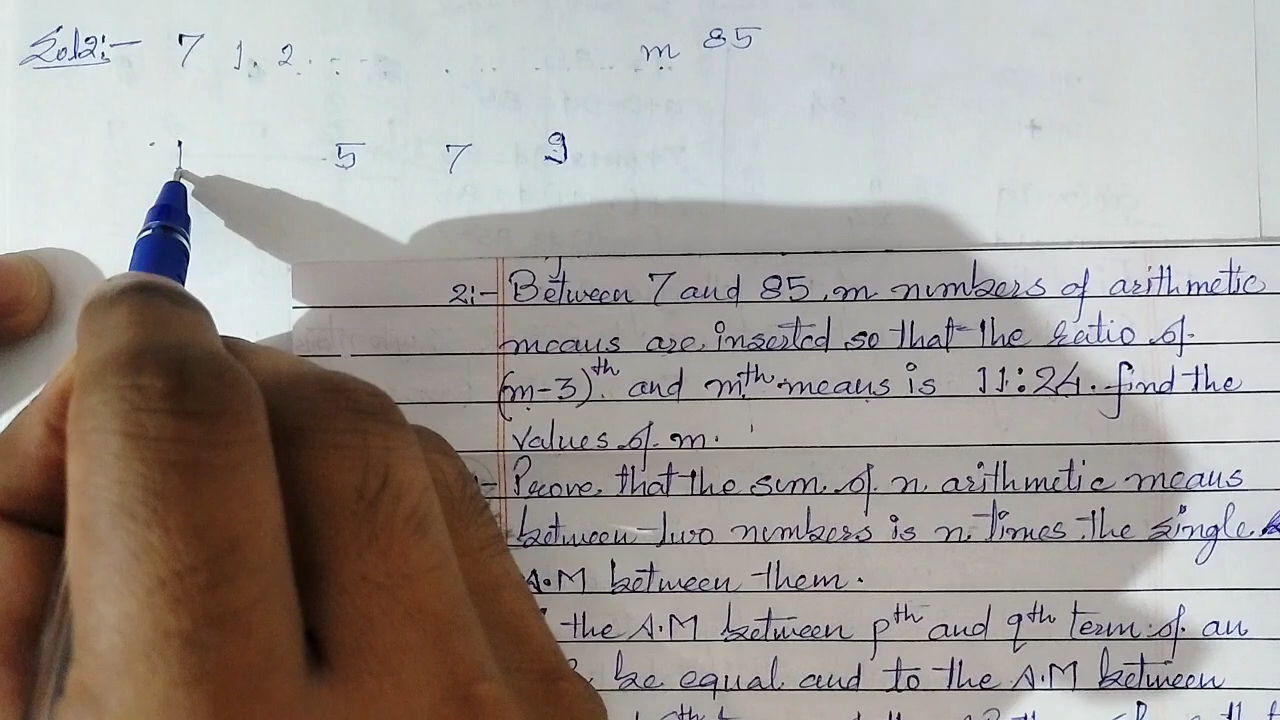 Sol2:- 7 1, 2 .......... m 85
1 5 7 9
2:- Between 7 and 85, m numbers of arithmetic
means are inserted so that the ratio of
(m-3)th and mth means is 11:24. find the
values of m.
Prove that the sum of n arithmetic means
between two numbers is n times the single
A.M between them.
the A.M between pth and qth term of an
be equal and to the A.M between